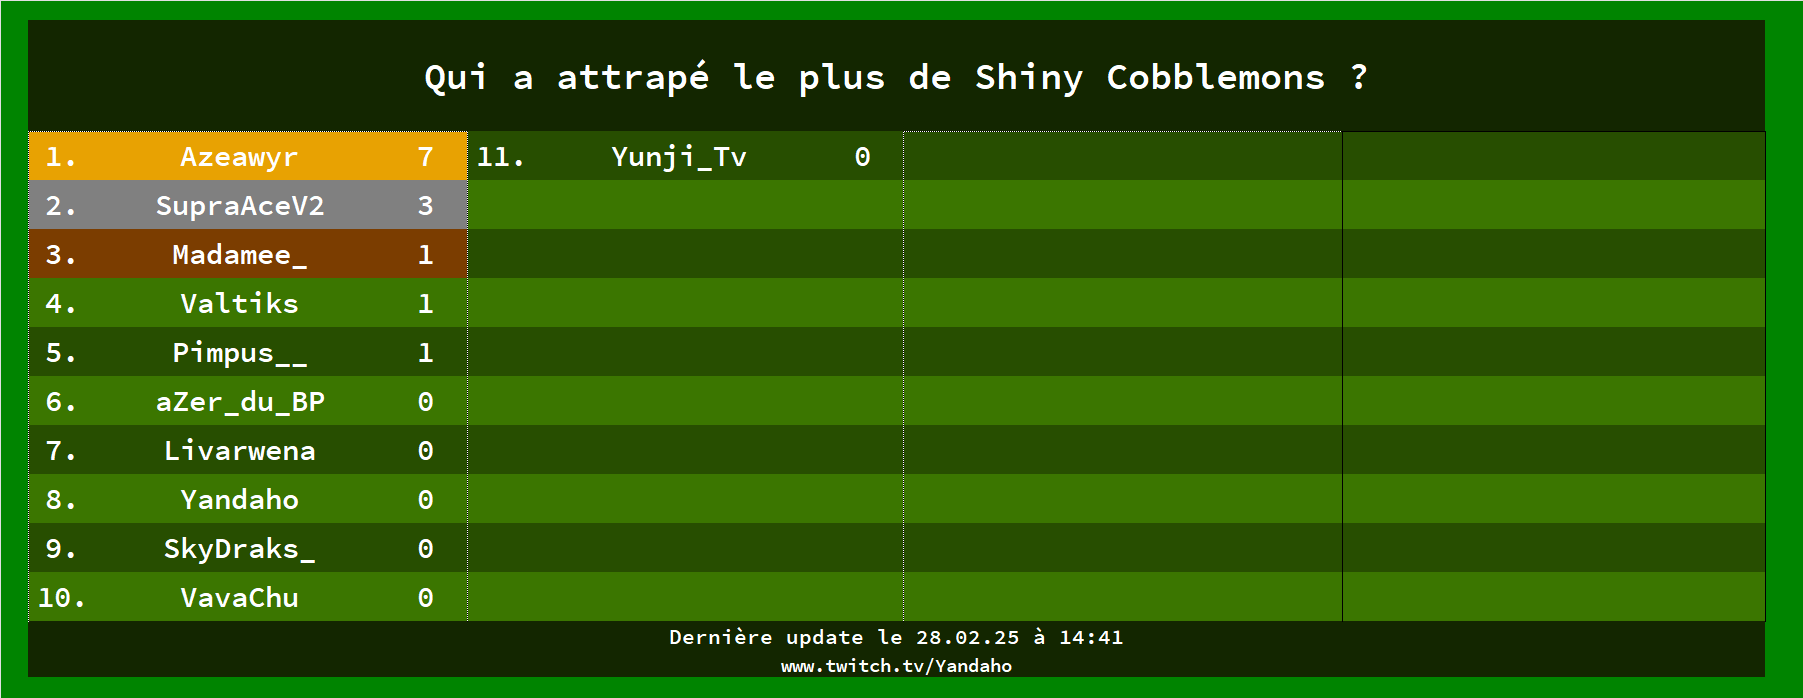 Qui a attrapé le plus de Shiny Cobblemons ?
1. Azeawyr 7
2. SupraAceV2 3
3. Madamee_ 1
4. Valtiks 1
5. Pimpus__ 1
6. aZer_du_BP 0
7. Livarwena 0
8. Yandaho 0
9. SkyDraks_ 0
10. VavaChu 0
11. Yunji_Tv 0
Dernière update le 28.02.25 à 14:41
www.twitch.tv/Yandaho